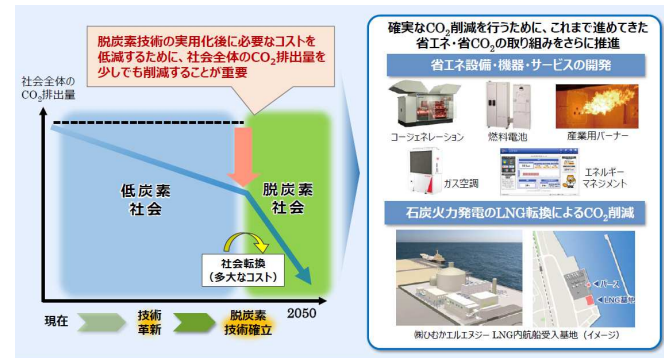 脱炭素技術の実用化後に必要なコストを
低減するために、社会全体のCO₂排出量を
少しでも削減することが重要
社会全体の
CO₂排出量
低炭素
社会
脱炭素
社会
社会転換
(多大なコスト)
2050
現在
技術
革新
脱炭素
技術確立
確実なCO₂削減を行うために、これまで進めてきた
省エネ・省CO₂の取り組みをさらに推進
省エネ設備・機器・サービスの開発
コージェネレーション
燃料電池
産業用バーナー
ガス空調
エネルギー
マネジメント
石炭火力発電のLNG転換によるCO₂削減
バース
LNG基地
㈱ひむかエルエヌジー LNG内航船受入基地（イメージ）